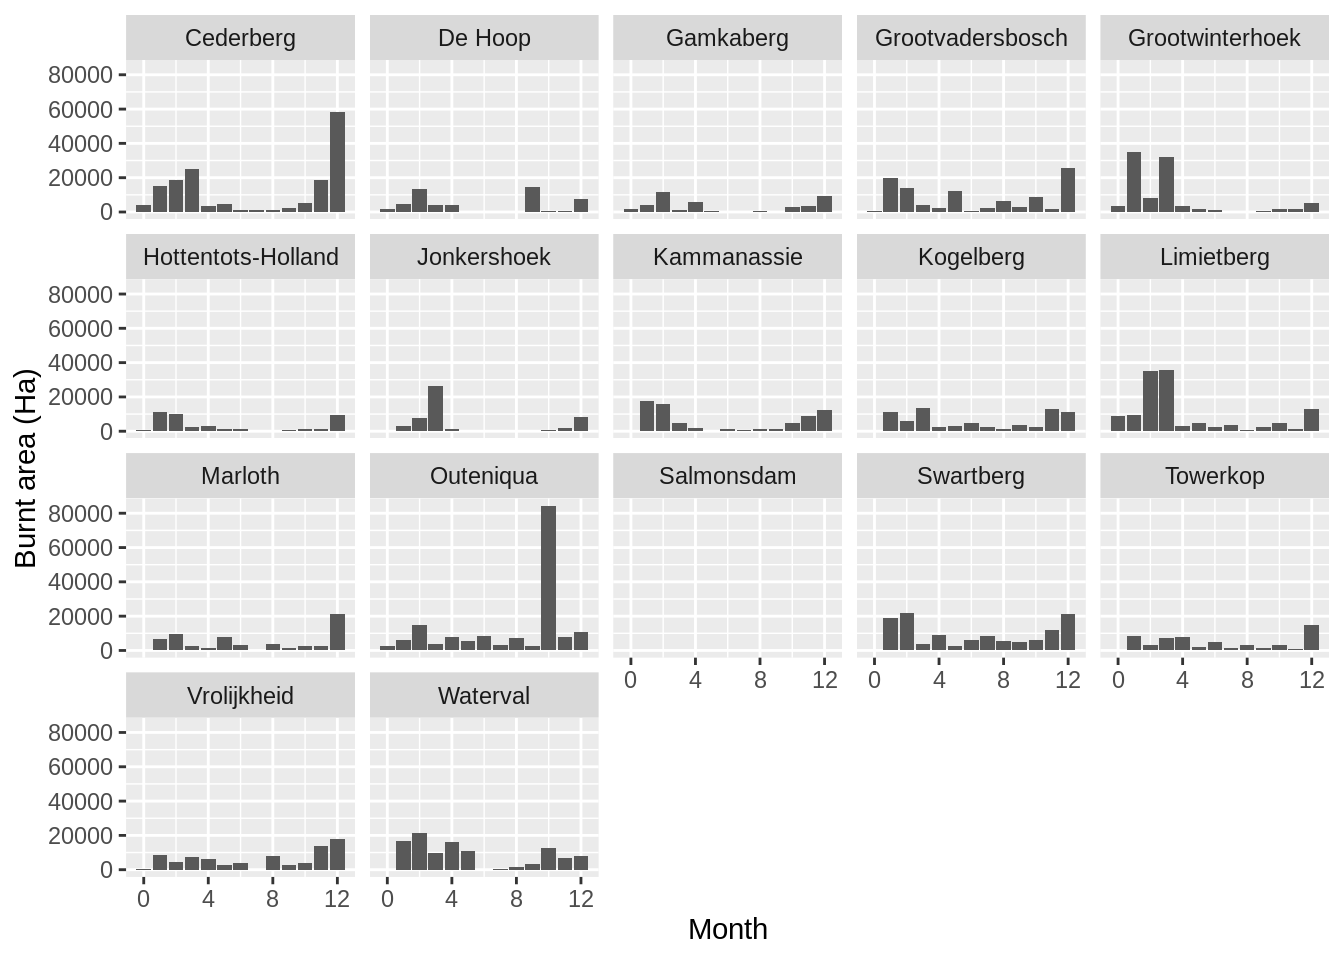 Cederberg De Hoop Gamkaberg Grootvadersbosch Grootwinterhoek
80000
60000
40000
20000
0
Hottentots-Holland Jonkershoek Kammanassie Kogelberg Limietberg
80000
60000
40000
20000
0
Burnt area (Ha)
Marloth Outeniqua Salmonsdam Swartberg Towerkop
80000
60000
40000
20000
0
0 4 8 12 0 4 8 12 0 4 8 12
Vrolijkheid Waterval
80000
60000
40000
20000
0
0 4 8 12 0 4 8 12
Month